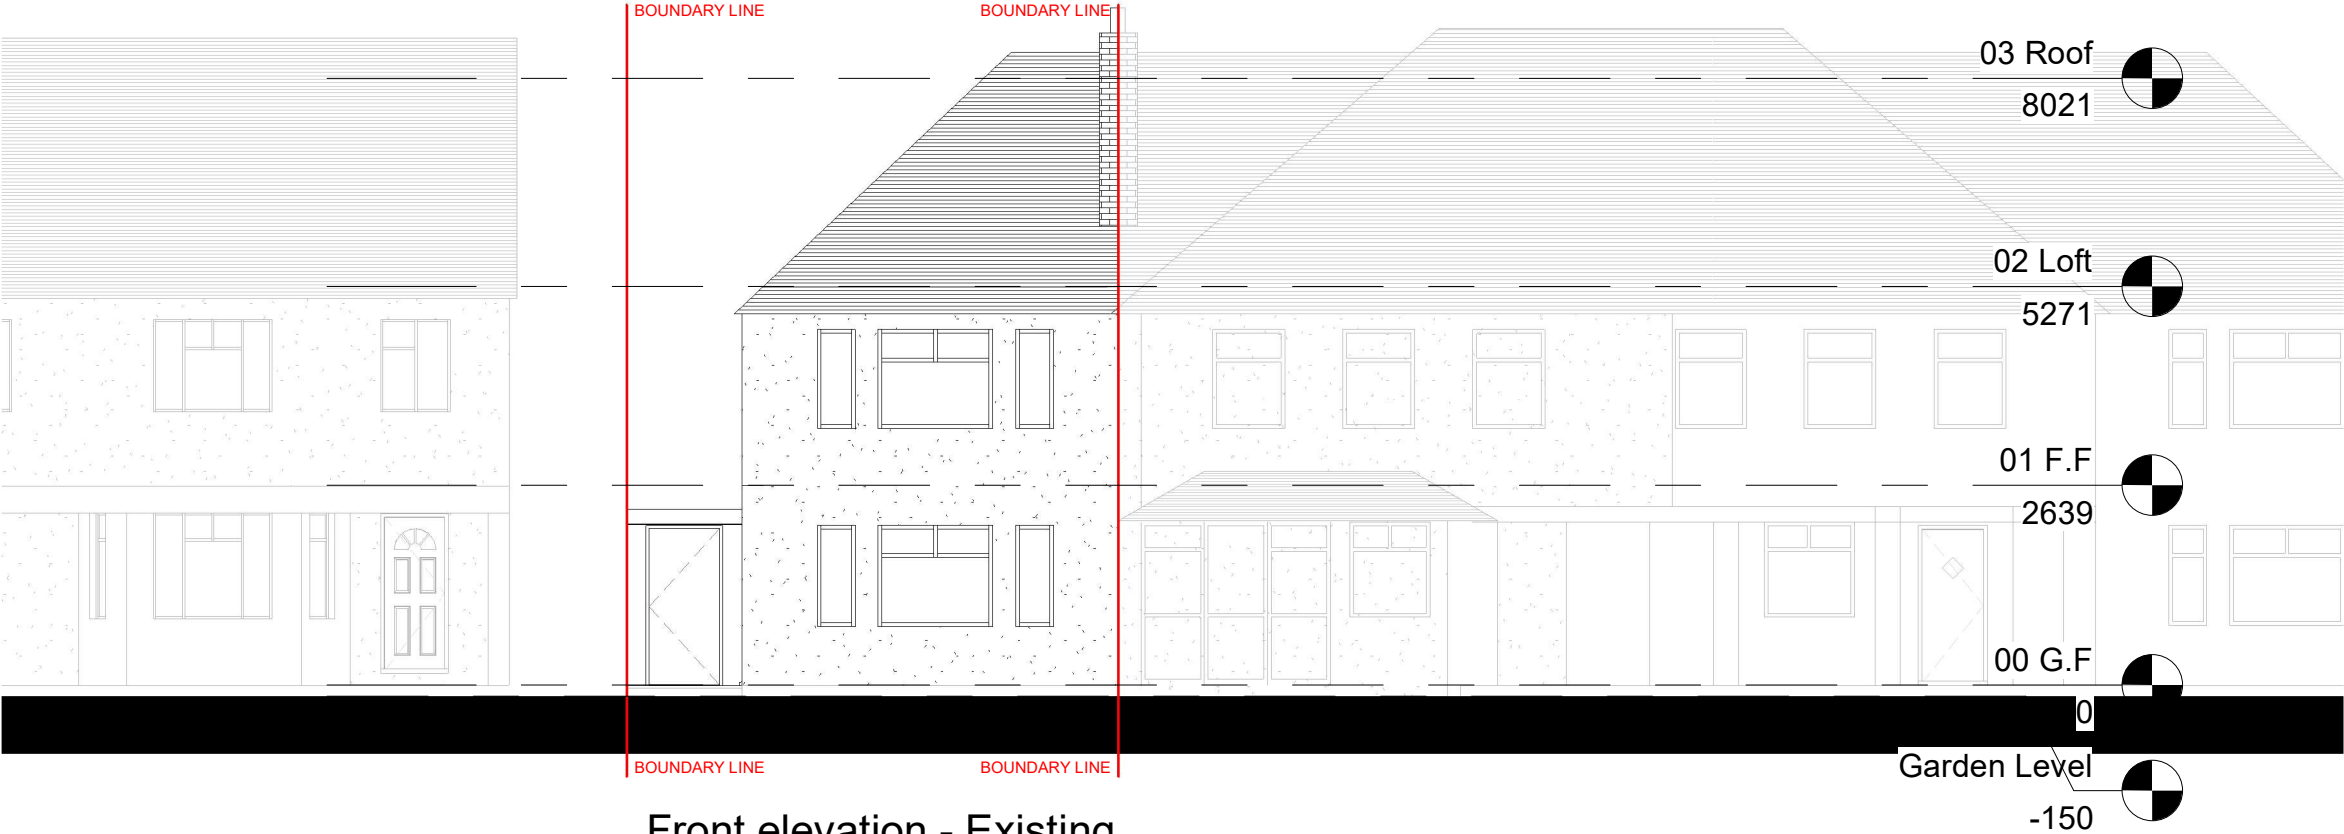 BOUNDARY LINE
BOUNDARY LINE
03 Roof
8021
02 Loft
5271
01 F.F
2639
00 G.F
0
Garden Level
-150
BOUNDARY LINE
BOUNDARY LINE
Front elevation - Existing